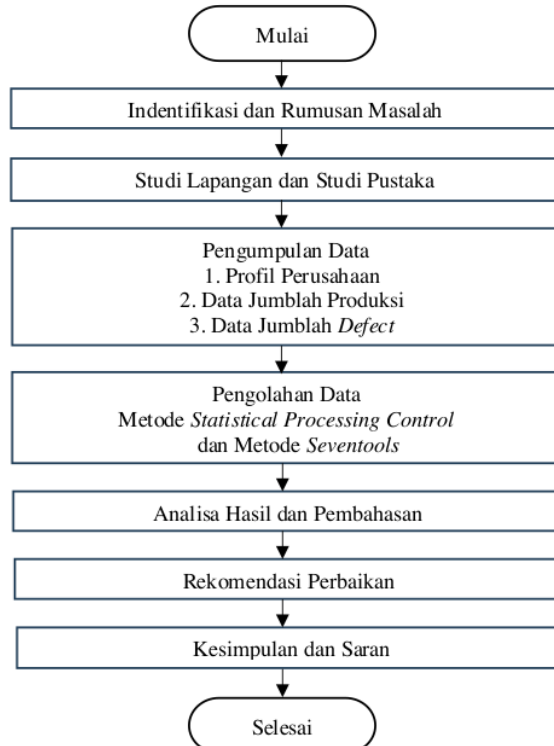 Mulai
Indentifikasi dan Rumusan Masalah
Studi Lapangan dan Studi Pustaka
Pengumpulan Data
1. Profil Perusahaan
2. Data Jumblah Produksi
3. Data Jumblah Defect
Pengolahan Data
Metode Statistical Processing Control
dan Metode Seventools
Analisa Hasil dan Pembahasan
Rekomendasi Perbaikan
Kesimpulan dan Saran
Selesai